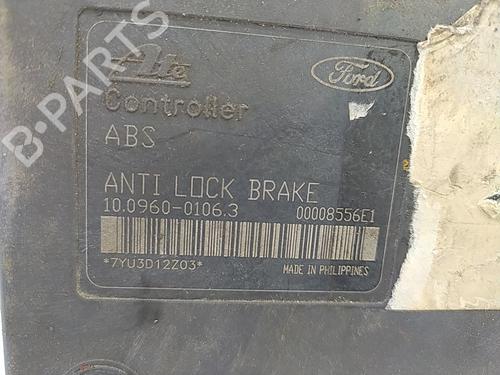 Ate
Ford
Controller
ABS
ANTI LOCK BRAKE
10.0960-0106.3 00008556E1
*7YU3D12Z03* MADE IN PHILIPPINES
B-PARTS